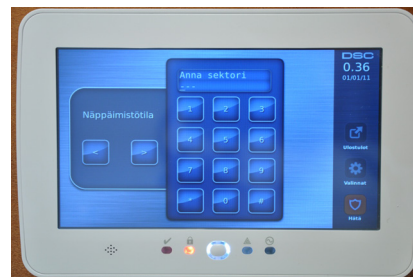 DSC
0.36
01/01/11
Anna sektori
---
Näppäimistötila
< >
1 2 3
4 5 6
7 8 9
* 0 #
Ulostulot
Valinnat
Hätä